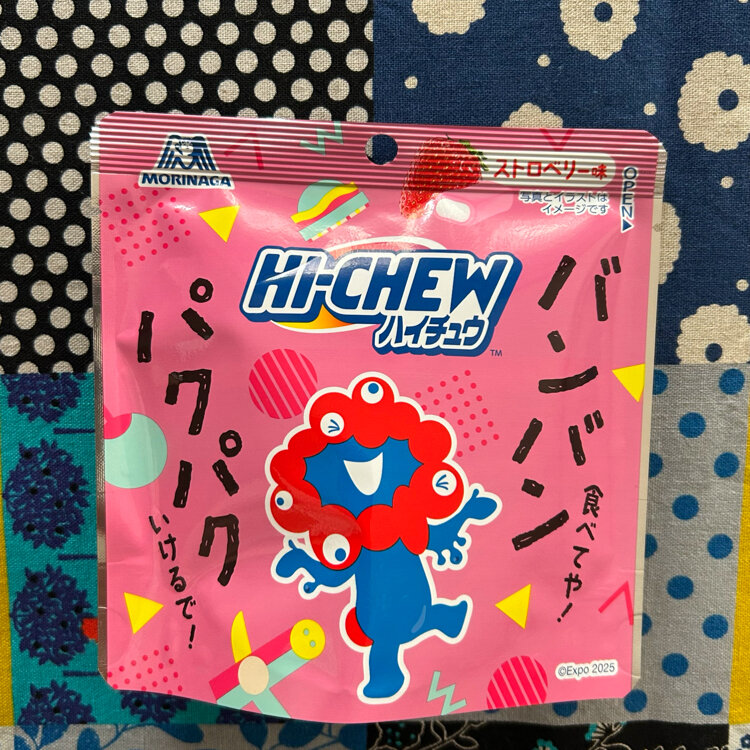 MORINAGA
ストロベリー味
写真とイラストは
イメージです
OPEN
HI-CHEW
ハイチュウ
TM
バンバン
食べてや!
パクパク
いけるで!
©Expo 2025